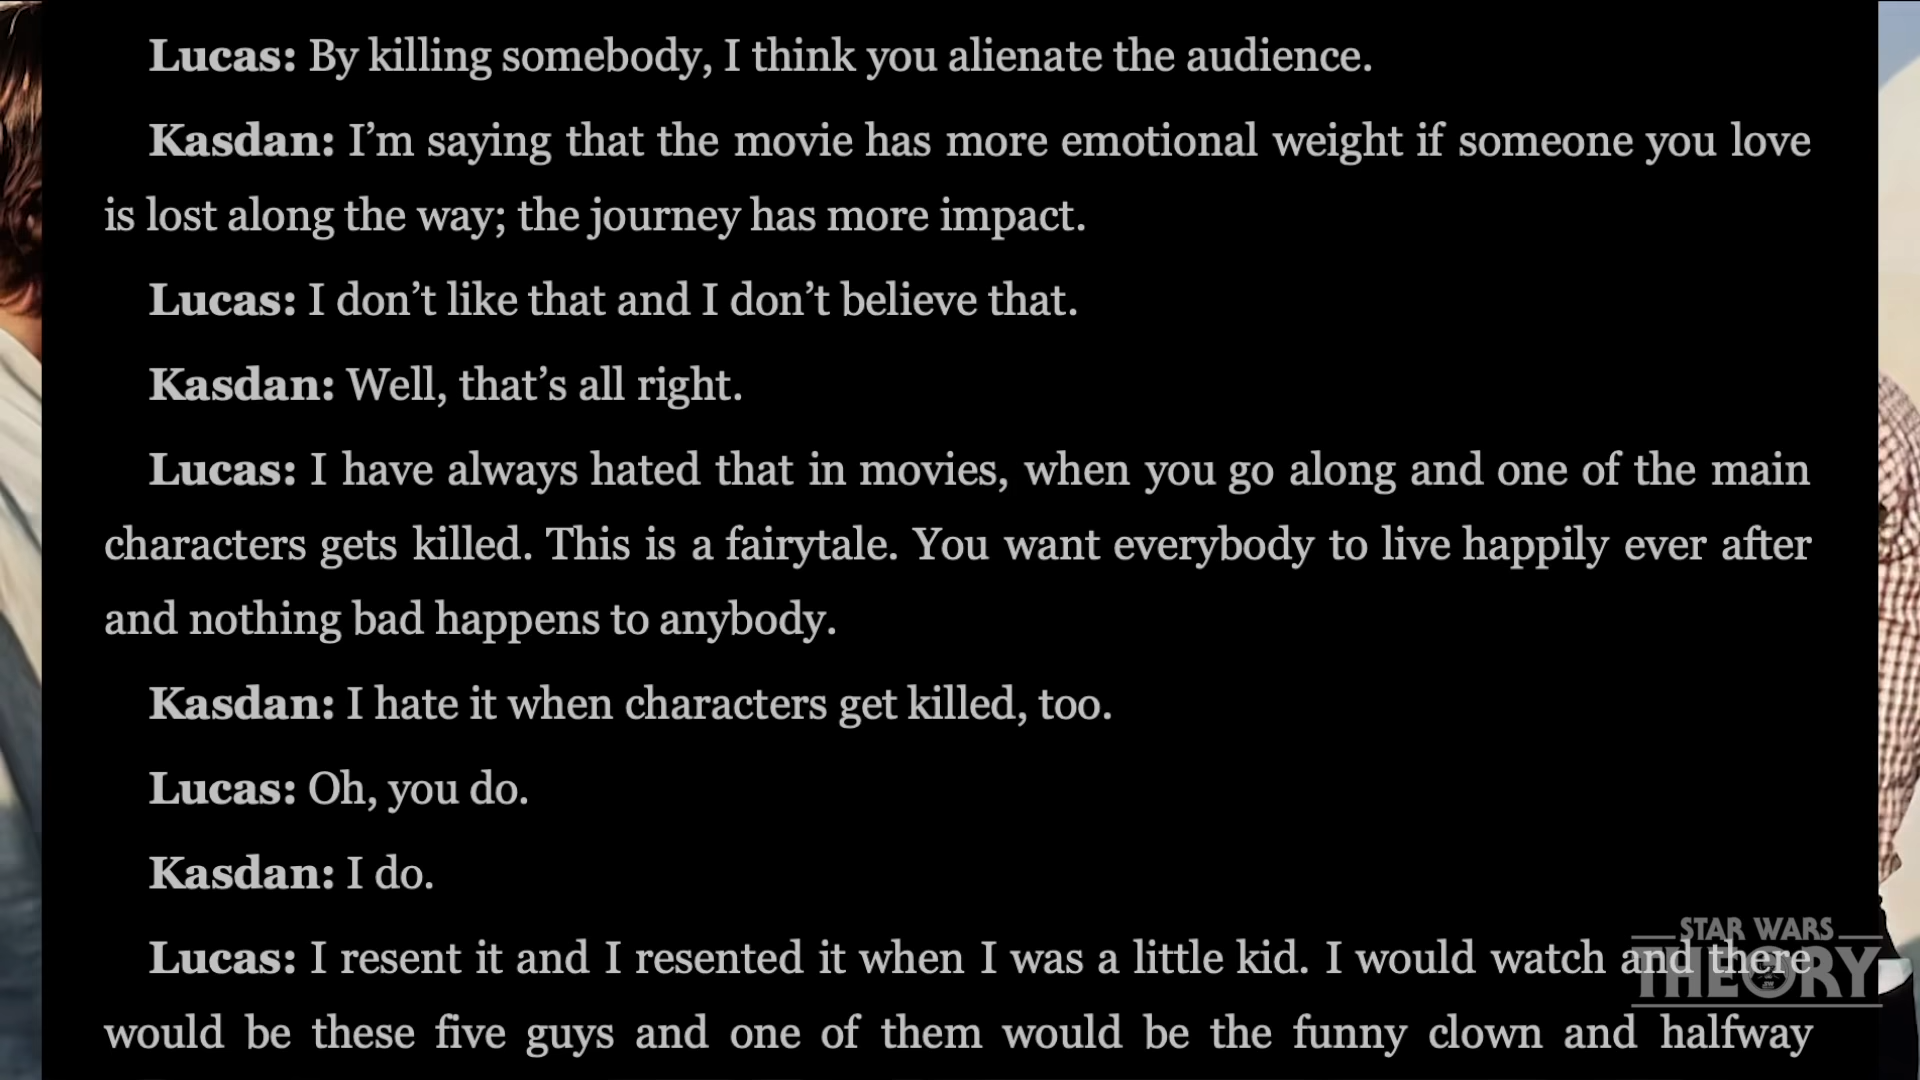 Lucas: By killing somebody, I think you alienate the audience.
Kasdan: I’m saying that the movie has more emotional weight if someone you love
is lost along the way; the journey has more impact.
Lucas: I don’t like that and I don’t believe that.
Kasdan: Well, that’s all right.
Lucas: I have always hated that in movies, when you go along and one of the main
characters gets killed. This is a fairytale. You want everybody to live happily ever after
and nothing bad happens to anybody.
Kasdan: I hate it when characters get killed, too.
Lucas: Oh, you do.
Kasdan: I do.
Lucas: I resent it and I resented it when I was a little kid. I would watch and there
would be these five guys and one of them would be the funny clown and halfway
STAR WARS
THEORY